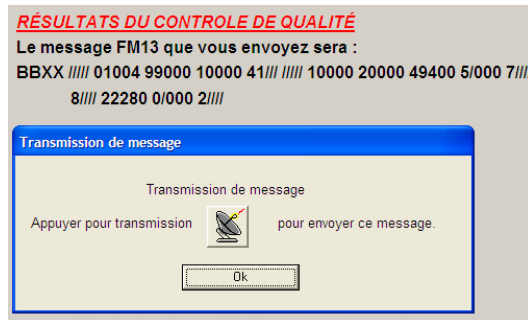 RÉSULTATS DU CONTROLE DE QUALITÉ
Le message FM13 que vous envoyez sera :
BBXX ///// 01004 99000 10000 41/// ///// 10000 20000 49400 5/000 7////
8//// 22280 0/000 2////
Transmission de message
Transmission de message
Appuyer pour transmission pour envoyer ce message.
Ok